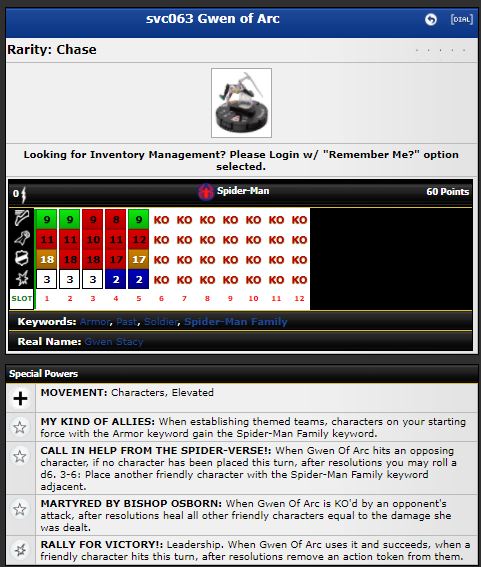 svc063 Gwen of Arc
[DIAL]
Rarity: Chase
Looking for Inventory Management? Please Login w/ "Remember Me?" option
selected.
0 Spider-Man 60 Points
9 9 9 8 9 KO KO KO KO KO KO KO
11 11 10 12 11 KO KO KO KO KO KO KO
18 18 18 17 17 KO KO KO KO KO KO KO
3 3 3 2 2 KO KO KO KO KO KO KO
SLOT 1 2 3 4 5 6 7 8 9 10 11 12
Keywords: Armor, Past, Soldier, Spider-Man Family
Real Name: Gwen Stacy
Special Powers
MOVEMENT: Characters, Elevated
MY KIND OF ALLIES: When establishing themed teams, characters on your starting
force with the Armor keyword gain the Spider-Man Family keyword.
CALL IN HELP FROM THE SPIDER-VERSE!: When Gwen Of Arc hits an opposing
character, if no character has been placed this turn, after resolutions you may roll a
d6. 3-6: Place another friendly character with the Spider-Man Family keyword
adjacent.
MARTYRED BY BISHOP OSBORN: When Gwen Of Arc is KO'd by an opponent's
attack, after resolutions heal all other friendly characters equal to the damage she
was dealt.
RALLY FOR VICTORY!: Leadership. When Gwen Of Arc uses it and succeeds, when a
friendly character hits this turn, after resolutions remove an action token from them.